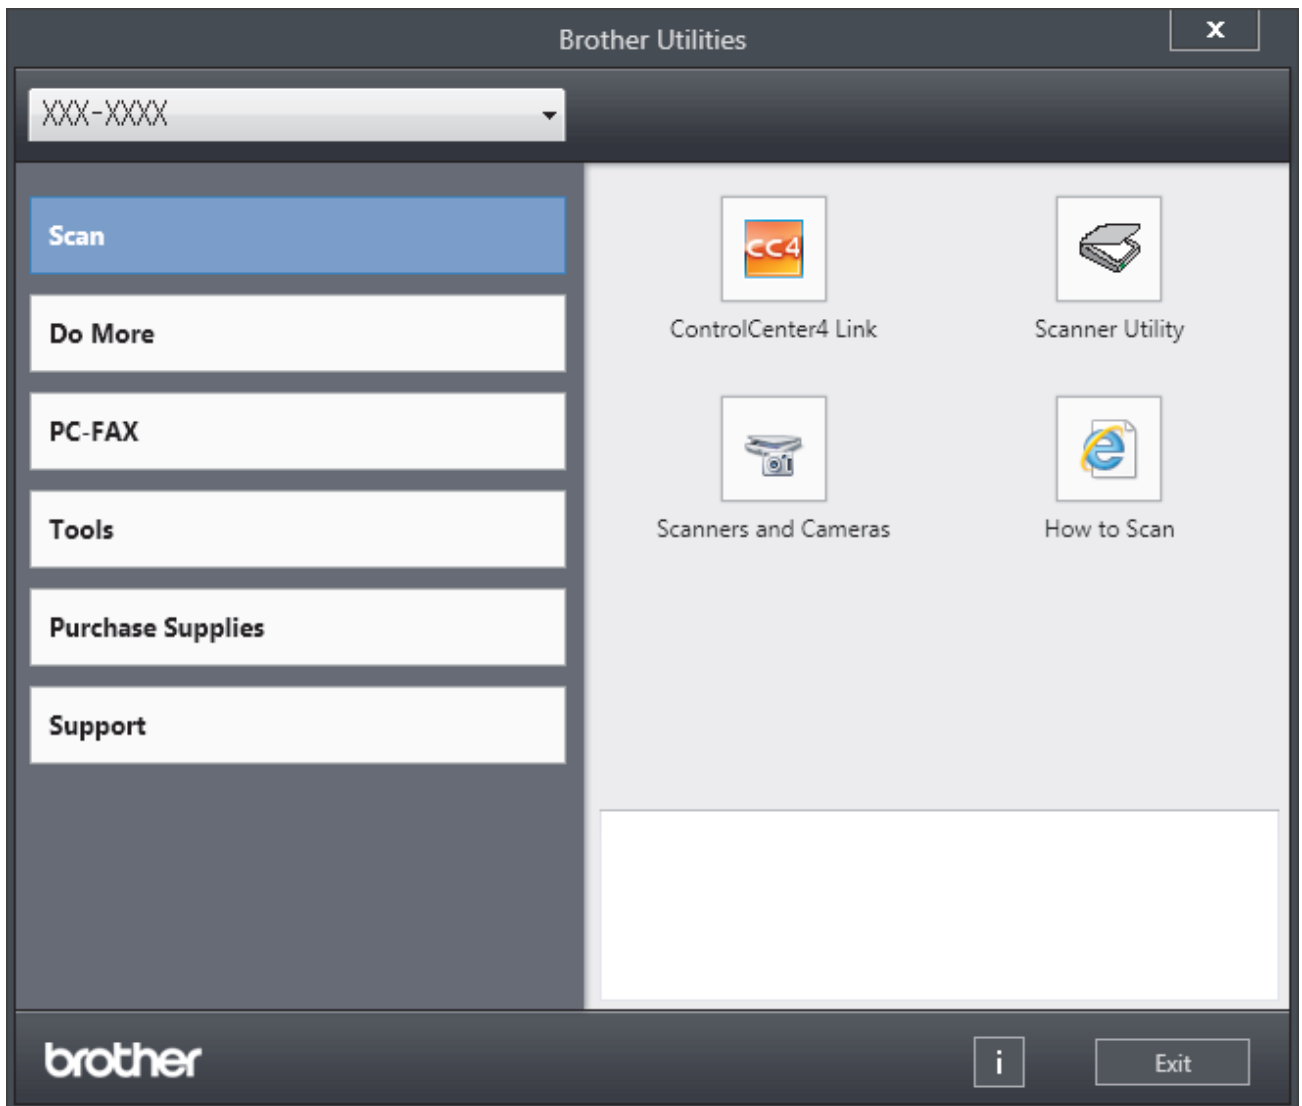 Brother Utilities
X
XXX-XXXX
Scan
Do More
PC-FAX
Tools
Purchase Supplies
Support
CC4
ControlCenter4 Link
Scanner Utility
Scanners and Cameras
How to Scan
brother
i
Exit